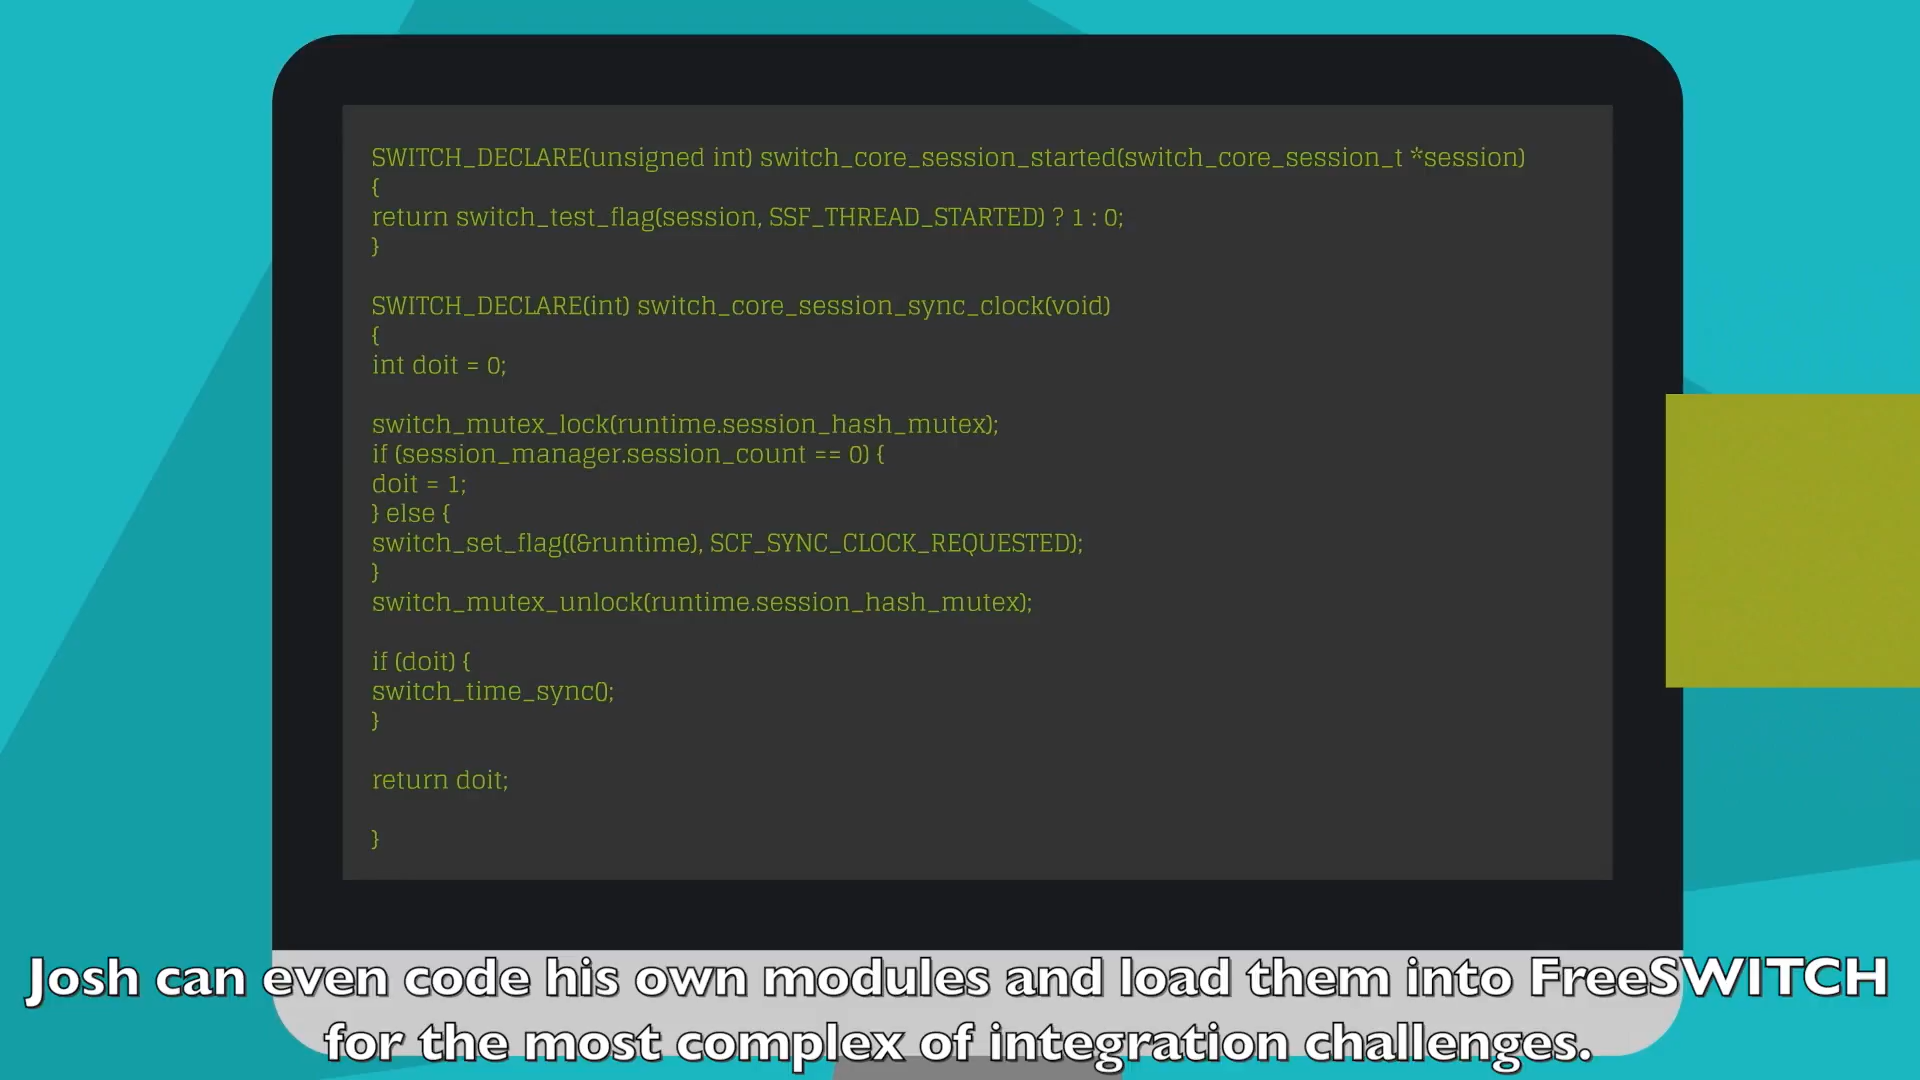 SWITCH_DECLARE(unsigned int) switch_core_session_started(switch_core_session_t *session)
{
return switch_test_flag(session, SSF_THREAD_STARTED) ? 1 : 0;
}
SWITCH_DECLARE(int) switch_core_session_sync_clock(void)
{
int doit = 0;
switch_mutex_lock(runtime.session_hash_mutex);
if (session_manager.session_count == 0) {
doit = 1;
} else {
switch_set_flag((&runtime), SCF_SYNC_CLOCK_REQUESTED);
}
switch_mutex_unlock(runtime.session_hash_mutex);
if (doit) {
switch_time_sync();
}
return doit;
}
Josh can even code his own modules and load them into FreeSWITCH
for the most complex of integration challenges.